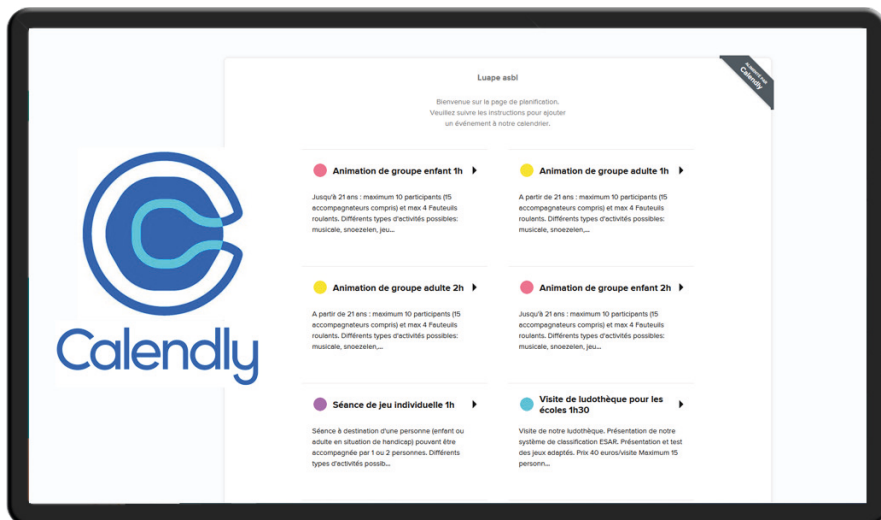 Luape asbl
ALIMENTÉ PAR
Calendly
Bienvenue sur la page de planification.
Veuillez suivre les instructions pour ajouter
un événement à notre calendrier.
Calendly
Animation de groupe enfant 1h
Jusqu'à 21 ans : maximum 10 participants (15
accompagnateurs compris) et max 4 Fauteuils
roulants. Différents types d'activités possibles:
musicale, snoezelen, jeu...
Animation de groupe adulte 1h
A partir de 21 ans : maximum 10 participants (15
accompagnateurs compris) et max 4 Fauteuils
roulants. Différents types d'activités possibles:
musicale, snoezelen,...
Animation de groupe adulte 2h
A partir de 21 ans : maximum 10 participants (15
accompagnateurs compris) et max 4 Fauteuils
roulants. Différents types d'activités possibles:
musicale, snoezelen,...
Animation de groupe enfant 2h
Jusqu'à 21 ans : maximum 10 participants (15
accompagnateurs compris) et max 4 Fauteuils
roulants. Différents types d'activités possibles:
musicale, snoezelen, jeu...
Séance de jeu individuelle 1h
Séance à destination d'une personne (enfant ou
adulte en situation de handicap) pouvant être
accompagnée par 1 ou 2 personnes. Différents
types d'activités possib...
Visite de ludothèque pour les
écoles 1h30
Visite de notre ludothèque. Présentation de notre
système de classification ESAR. Présentation et test
des jeux adaptés. Prix 40 euros/visite Maximum 15
personn...